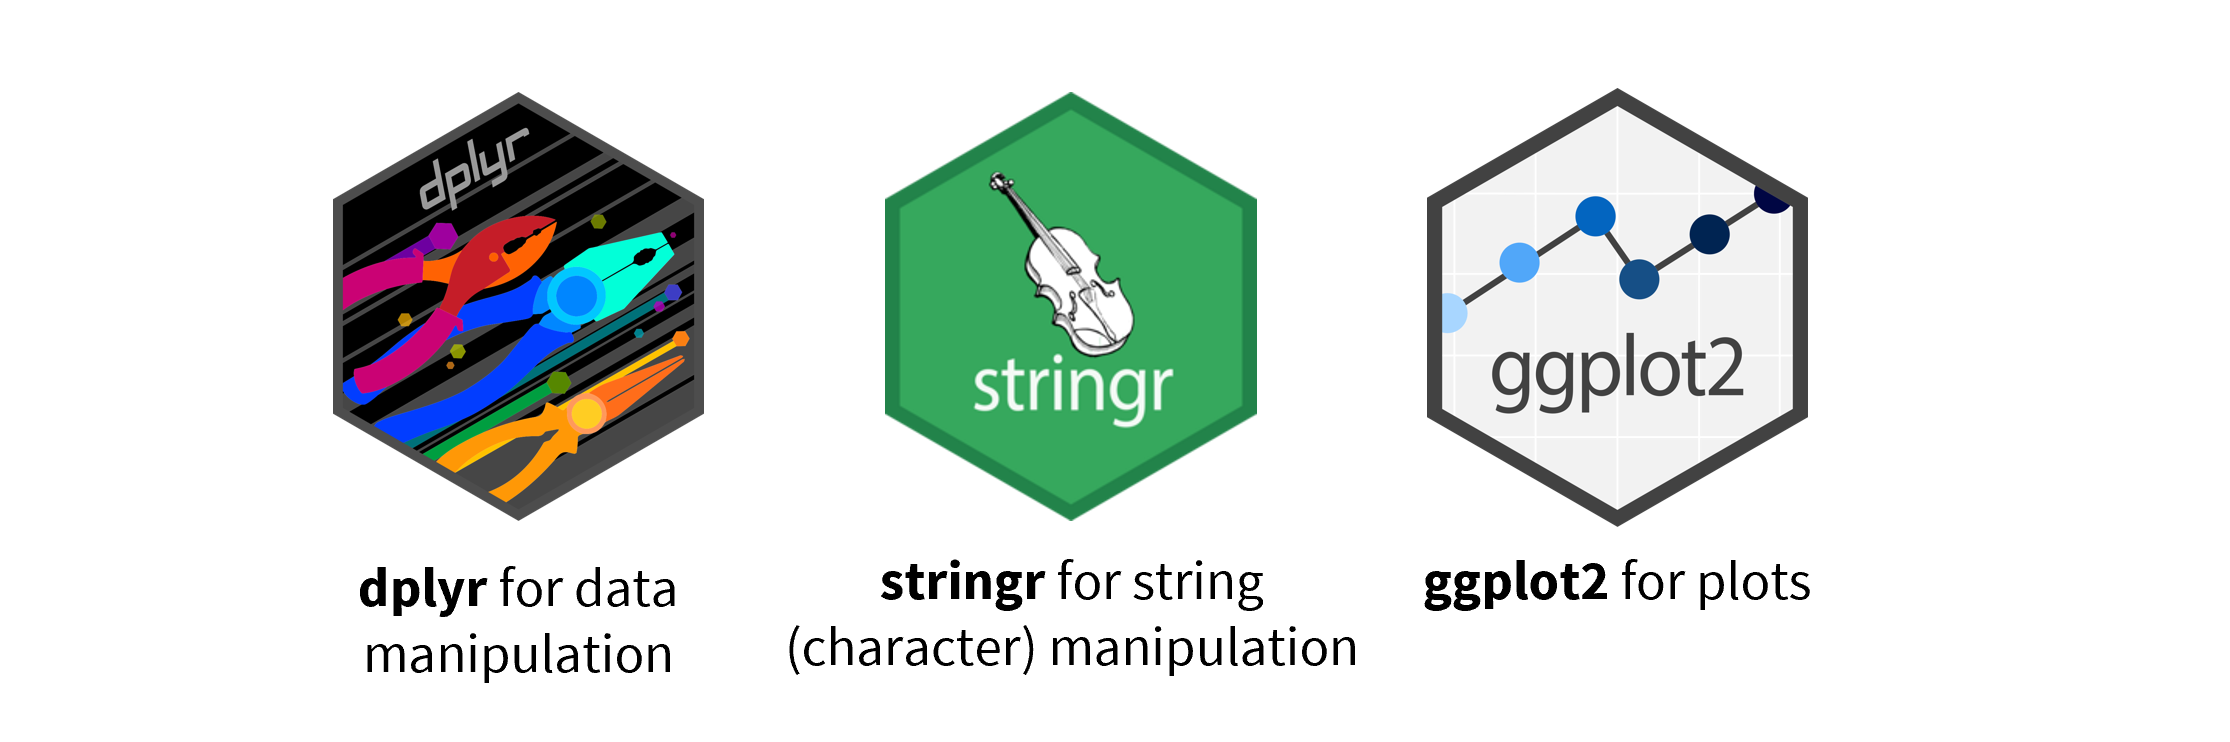 dplyr
stringr
ggplot2
dplyr for data
manipulation
stringr for string
(character) manipulation
ggplot2 for plots